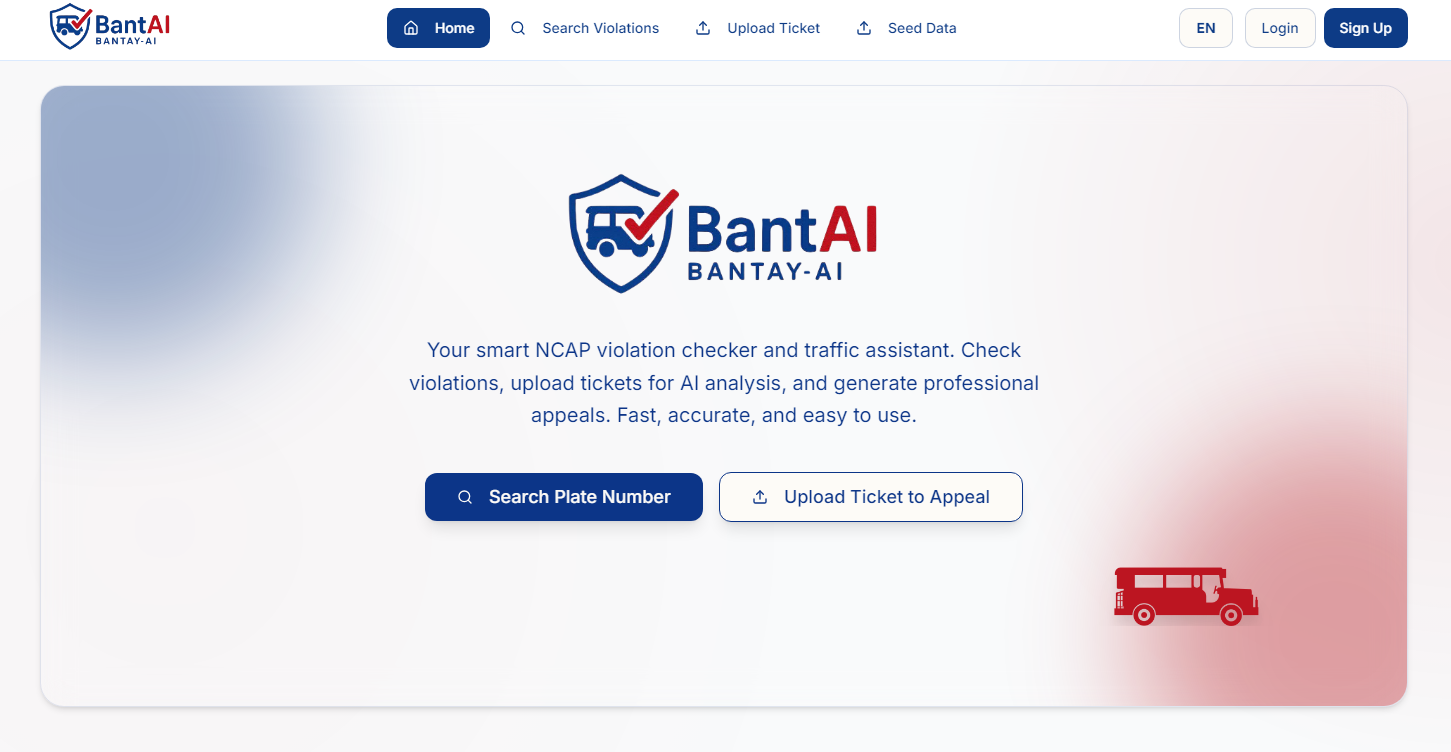 BantAI
BANTAY-AI
Home
Search Violations
Upload Ticket
Seed Data
EN
Login
Sign Up
BantAI
BANTAY-AI
Your smart NCAP violation checker and traffic assistant. Check
violations, upload tickets for AI analysis, and generate professional
appeals. Fast, accurate, and easy to use.
Search Plate Number
Upload Ticket to Appeal